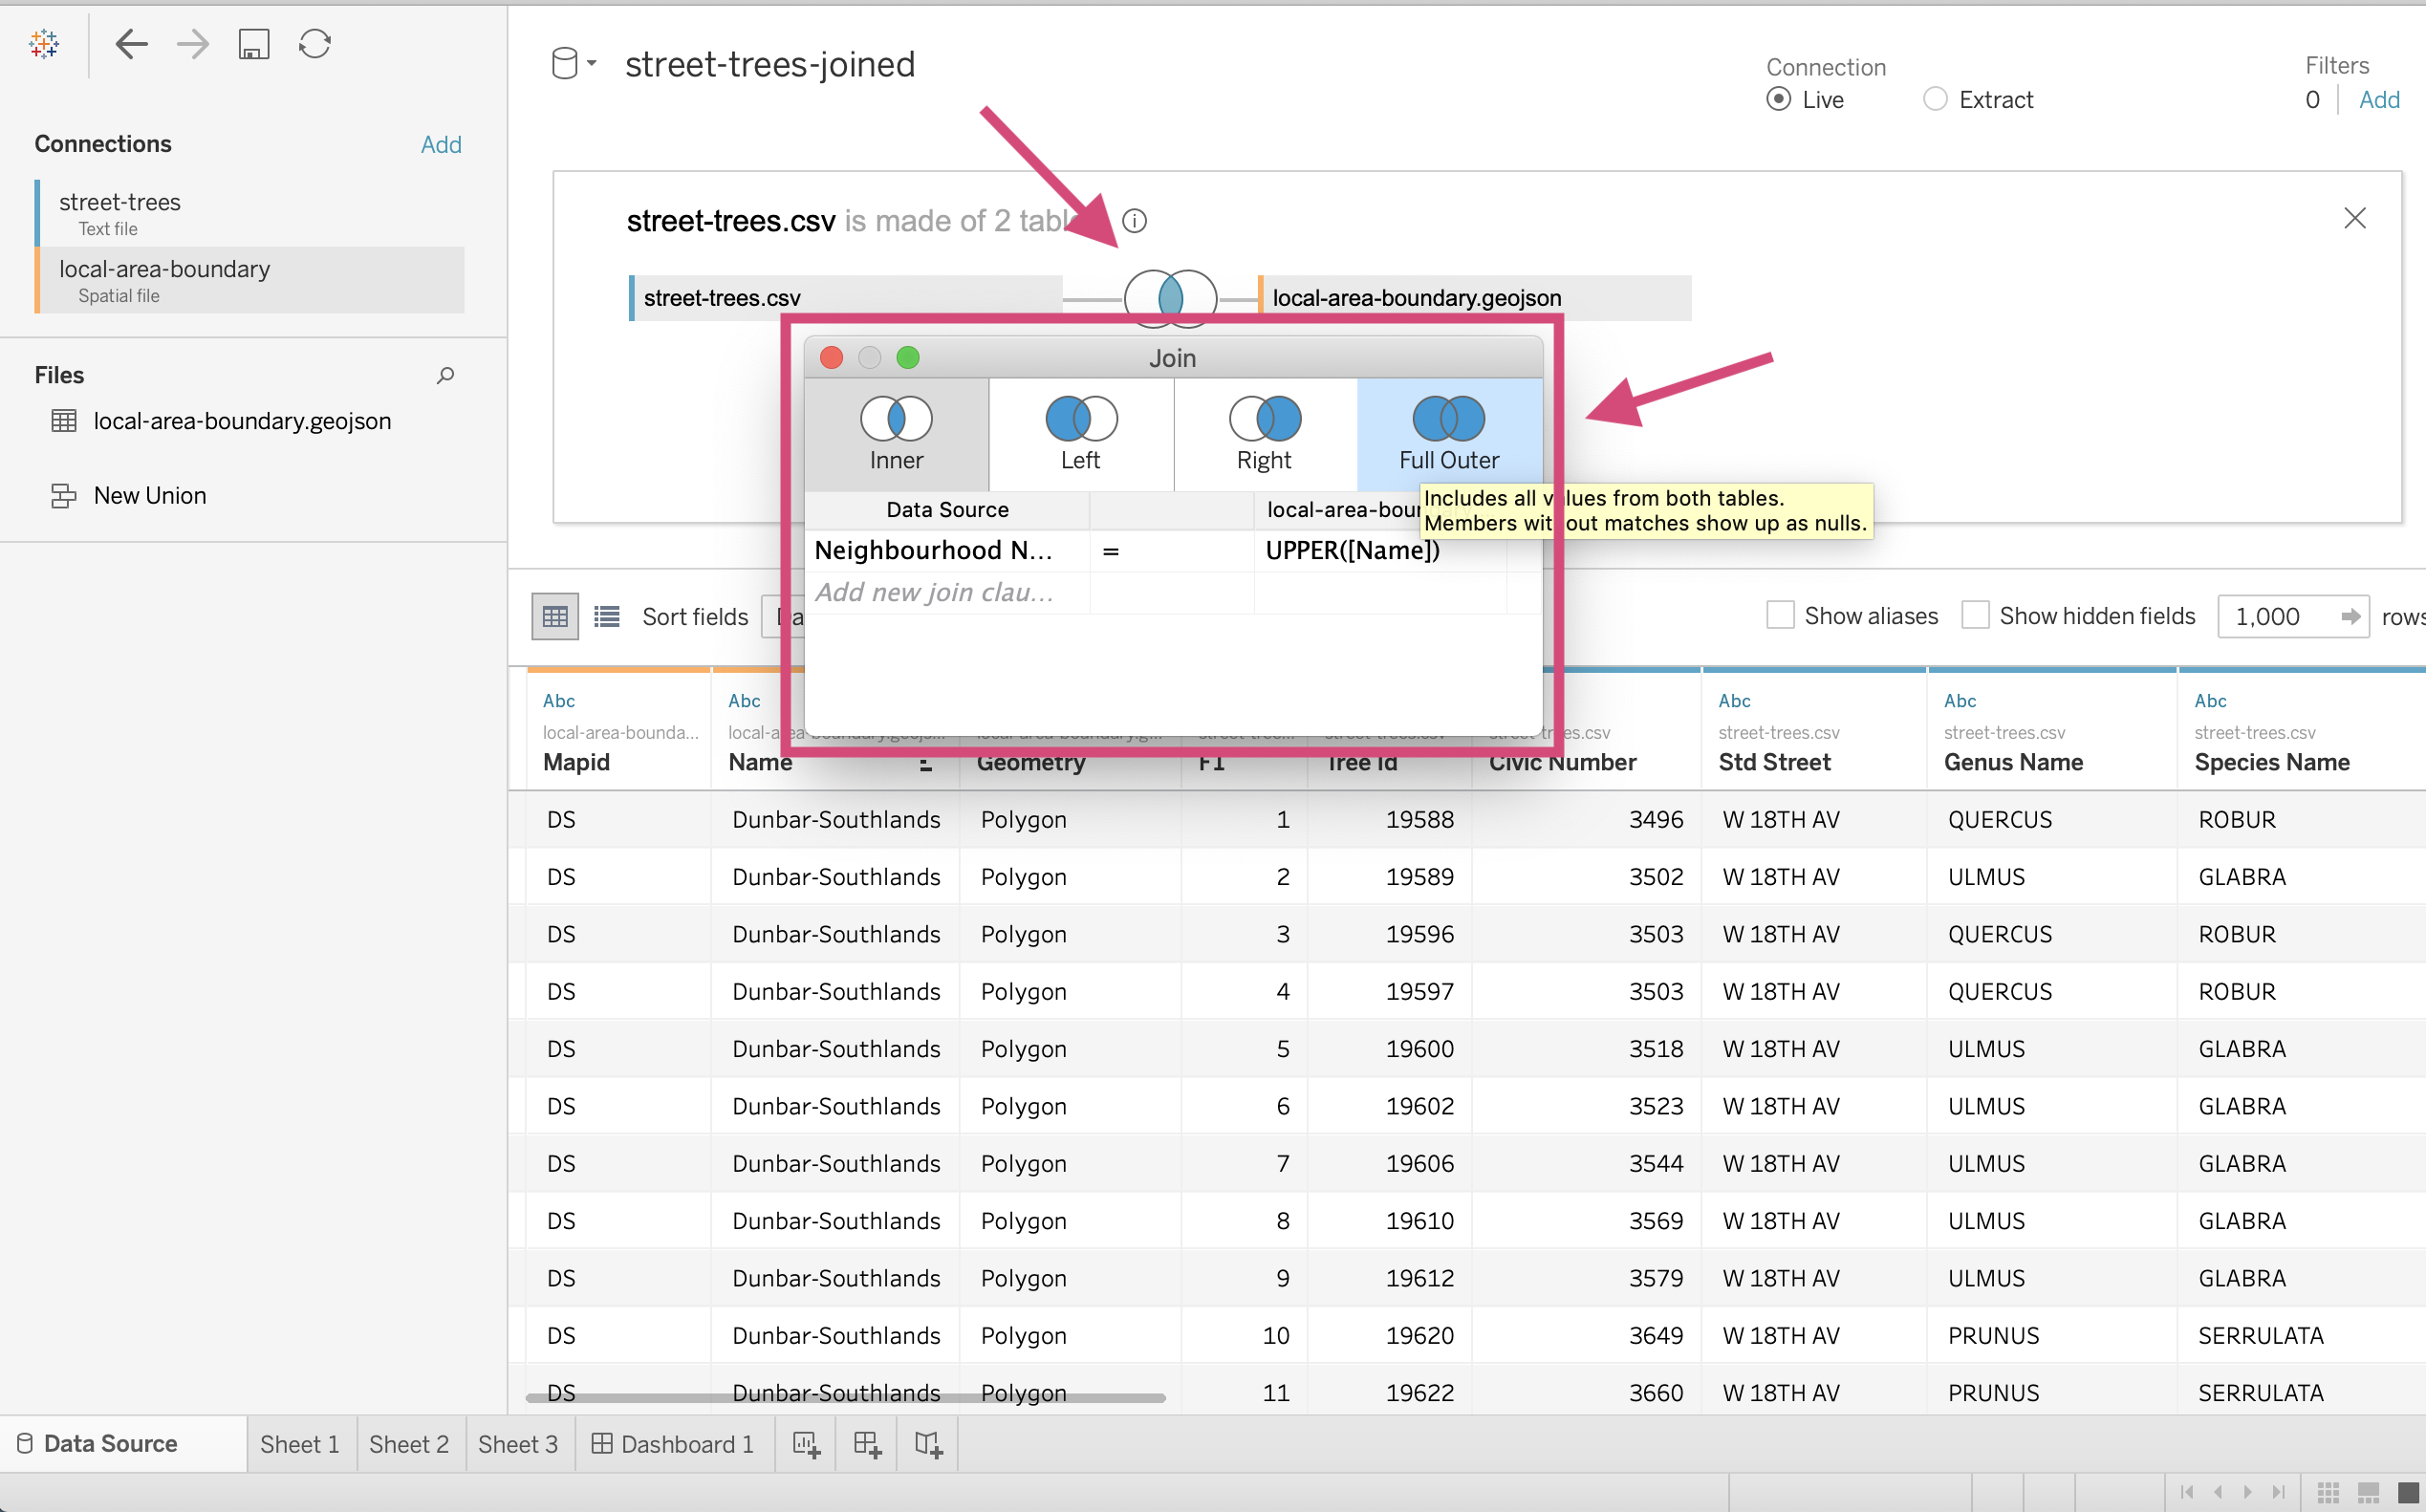 street-trees-joined
Connection
Live
Extract
Filters
0
Add
Connections
Add
street-trees
Text file
local-area-boundary
Spatial file
Files
local-area-boundary.geojson
New Union
street-trees.csv is made of 2
street-trees.csv
local-area-boundary.geojson
Join
Inner Left Right Full Outer
Includes all values from both tables.
Members without matches show up as nulls.
Data Source local-area-boun
Neighbourhood N... = UPPER([Name])
Add new join clau...
Sort fields
Show aliases Show hidden fields 1,000 rows
Abc Abc Abc Abc Abc
local-area-bounda... street-trees.csv street-trees.csv street-trees.csv
Mapid Name Geometry F1 Tree Id Civic Number Std Street Genus Name Species Name
DS Dunbar-Southlands Polygon 1 19588 3496 W 18TH AV QUERCUS ROBUR
DS Dunbar-Southlands Polygon 2 19589 3502 W 18TH AV ULMUS GLABRA
DS Dunbar-Southlands Polygon 3 19596 3503 W 18TH AV QUERCUS ROBUR
DS Dunbar-Southlands Polygon 4 19597 3503 W 18TH AV QUERCUS ROBUR
DS Dunbar-Southlands Polygon 5 19600 3518 W 18TH AV ULMUS GLABRA
DS Dunbar-Southlands Polygon 6 19602 3523 W 18TH AV ULMUS GLABRA
DS Dunbar-Southlands Polygon 7 19606 3544 W 18TH AV ULMUS GLABRA
DS Dunbar-Southlands Polygon 8 19610 3569 W 18TH AV ULMUS GLABRA
DS Dunbar-Southlands Polygon 9 19612 3579 W 18TH AV ULMUS GLABRA
DS Dunbar-Southlands Polygon 10 19620 3649 W 18TH AV PRUNUS SERRULATA
DS Dunbar-Southlands Polygon 11 19622 3660 W 18TH AV PRUNUS SERRULATA
Data Source Sheet 1 Sheet 2 Sheet 3 Dashboard 1